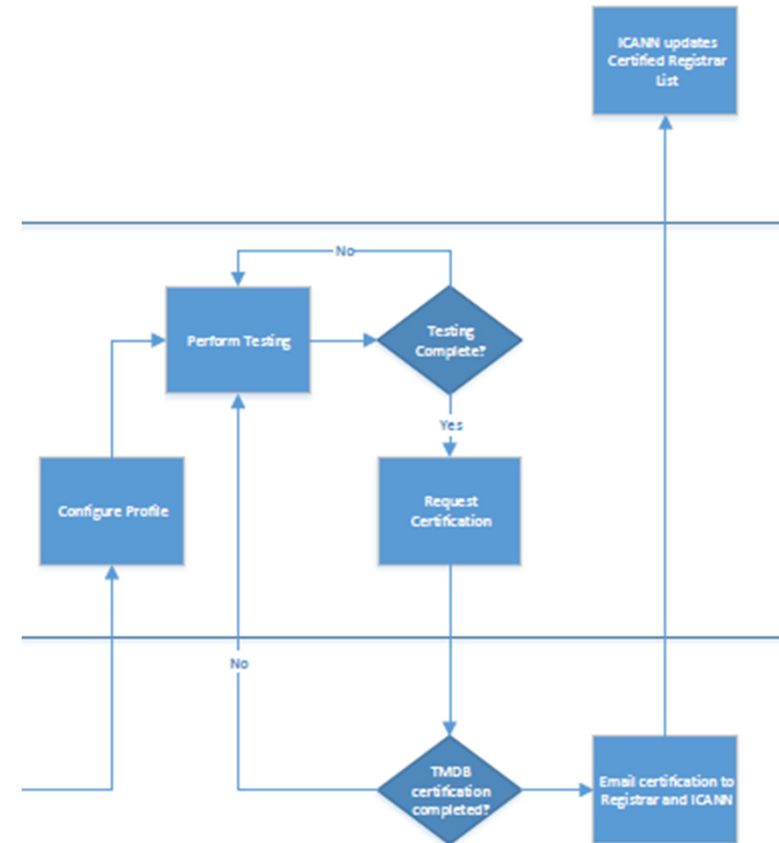 ICANN updates
Certified Registrar
List
No
Perform Testing
Testing
Complete?
Yes
Configure Profile
Request
Certification
No
TMDB
certification
completed?
Email certification to
Registrar and ICANN